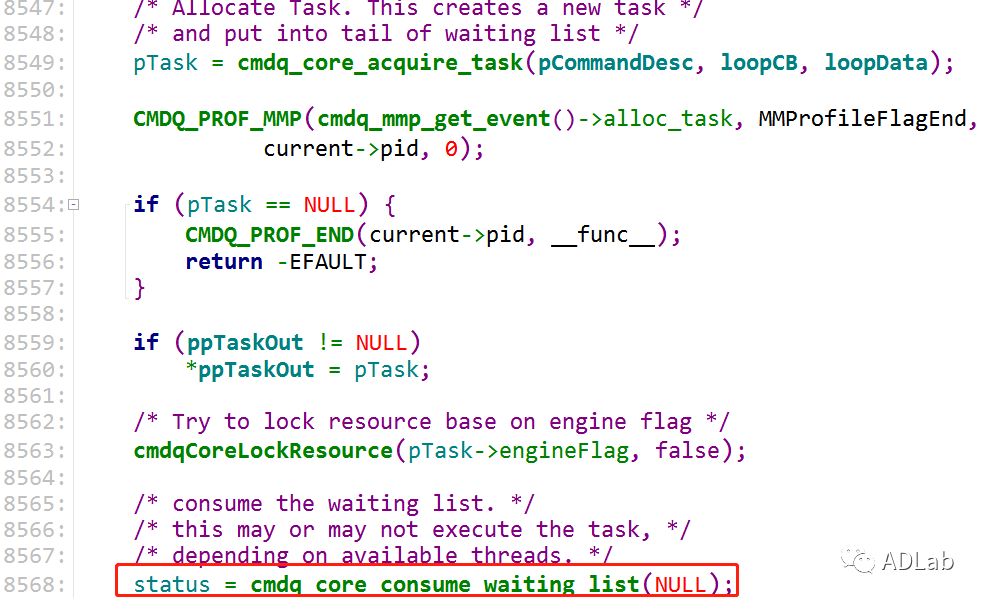 8547:        /* Allocate Task. This creates a new task */
8548:        /* and put into tail of waiting list */
8549:        pTask = cmdq_core_acquire_task(pCommandDesc, loopCB, loopData);
8550:
8551:        CMDQ_PROF_MMP(cmdq_mmp_get_event()->alloc_task, MMProfileFlagEnd,
8552:                  current->pid, 0);
8553:
8554:        if (pTask == NULL) {
8555:            CMDQ_PROF_END(current->pid, __func__);
8556:            return -EFAULT;
8557:        }
8558:
8559:        if (ppTaskOut != NULL)
8560:            *ppTaskOut = pTask;
8561:
8562:        /* Try to lock resource base on engine flag */
8563:        cmdqCoreLockResource(pTask->engineFlag, false);
8564:
8565:        /* consume the waiting list. */
8566:        /* this may or may not execute the task, */
8567:        /* depending on available threads. */
8568:        status = cmdq_core_consume_waiting_list(NULL);
ADLab